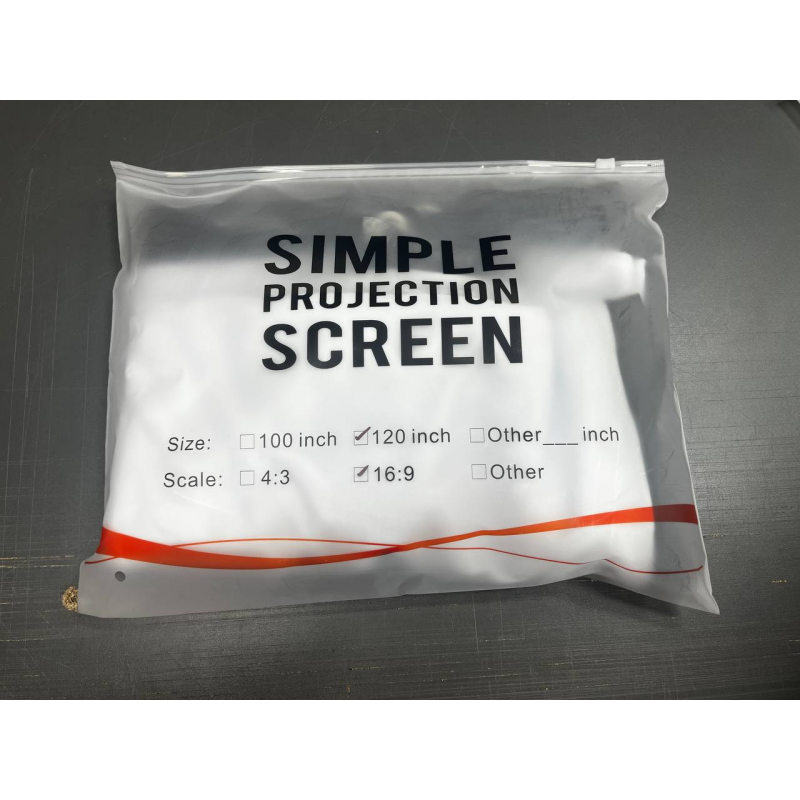 SIMPLE
PROJECTION
SCREEN
Size: ☐ 100 inch ☑ 120 inch ☐ Other___ inch
Scale: ☐ 4:3 ☑ 16:9 ☐ Other